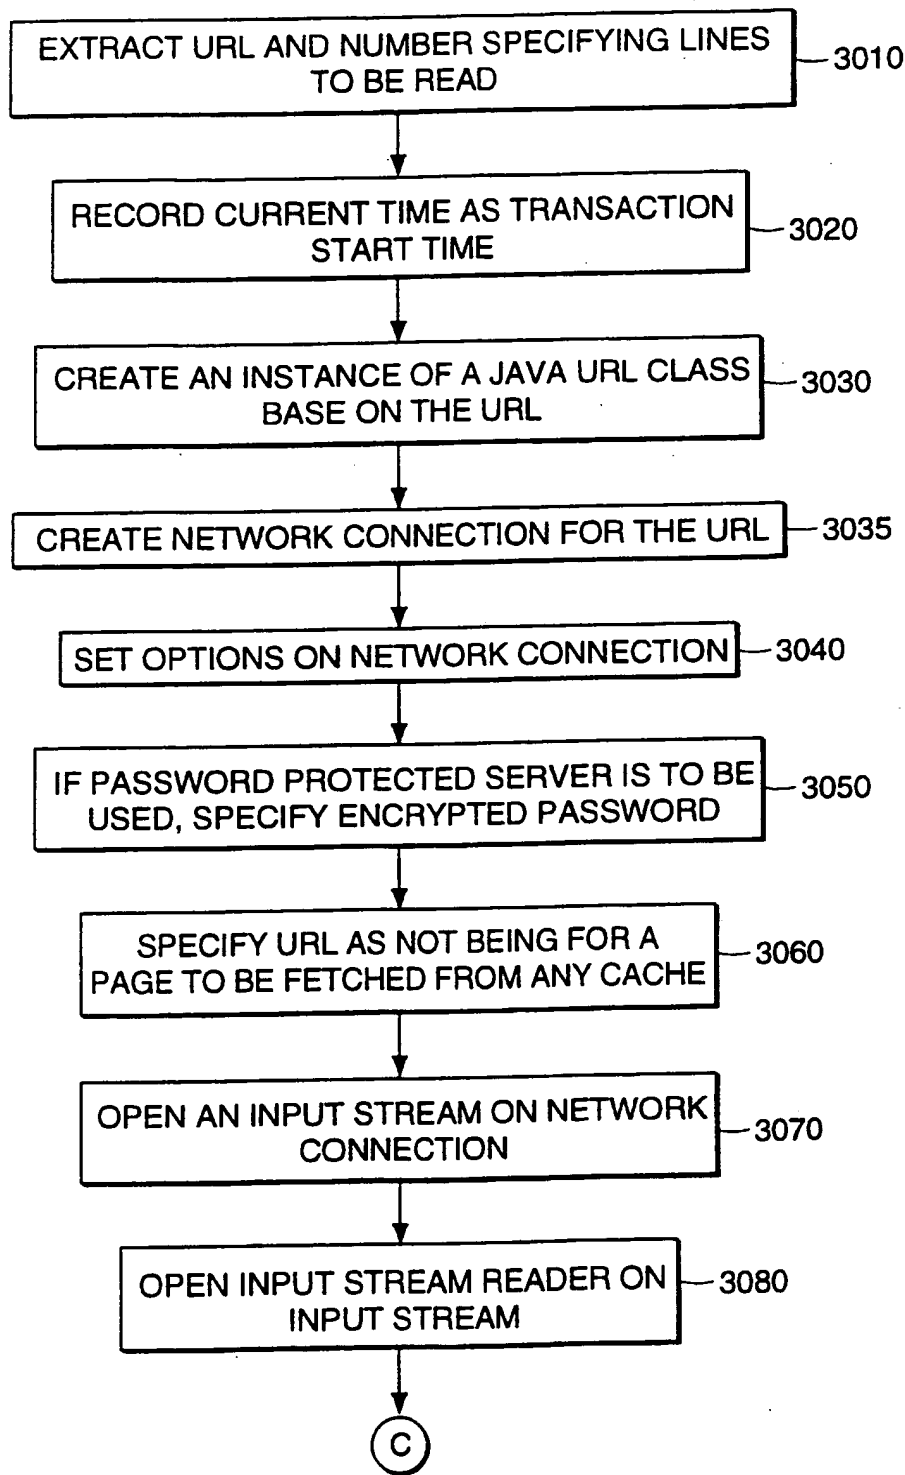 EXTRACT URL AND NUMBER SPECIFYING LINES
TO BE READ
3010
RECORD CURRENT TIME AS TRANSACTION
START TIME
3020
CREATE AN INSTANCE OF A JAVA URL CLASS
BASE ON THE URL
3030
CREATE NETWORK CONNECTION FOR THE URL
3035
SET OPTIONS ON NETWORK CONNECTION
3040
IF PASSWORD PROTECTED SERVER IS TO BE
USED, SPECIFY ENCRYPTED PASSWORD
3050
SPECIFY URL AS NOT BEING FOR A
PAGE TO BE FETCHED FROM ANY CACHE
3060
OPEN AN INPUT STREAM ON NETWORK
CONNECTION
3070
OPEN INPUT STREAM READER ON
INPUT STREAM
3080
C